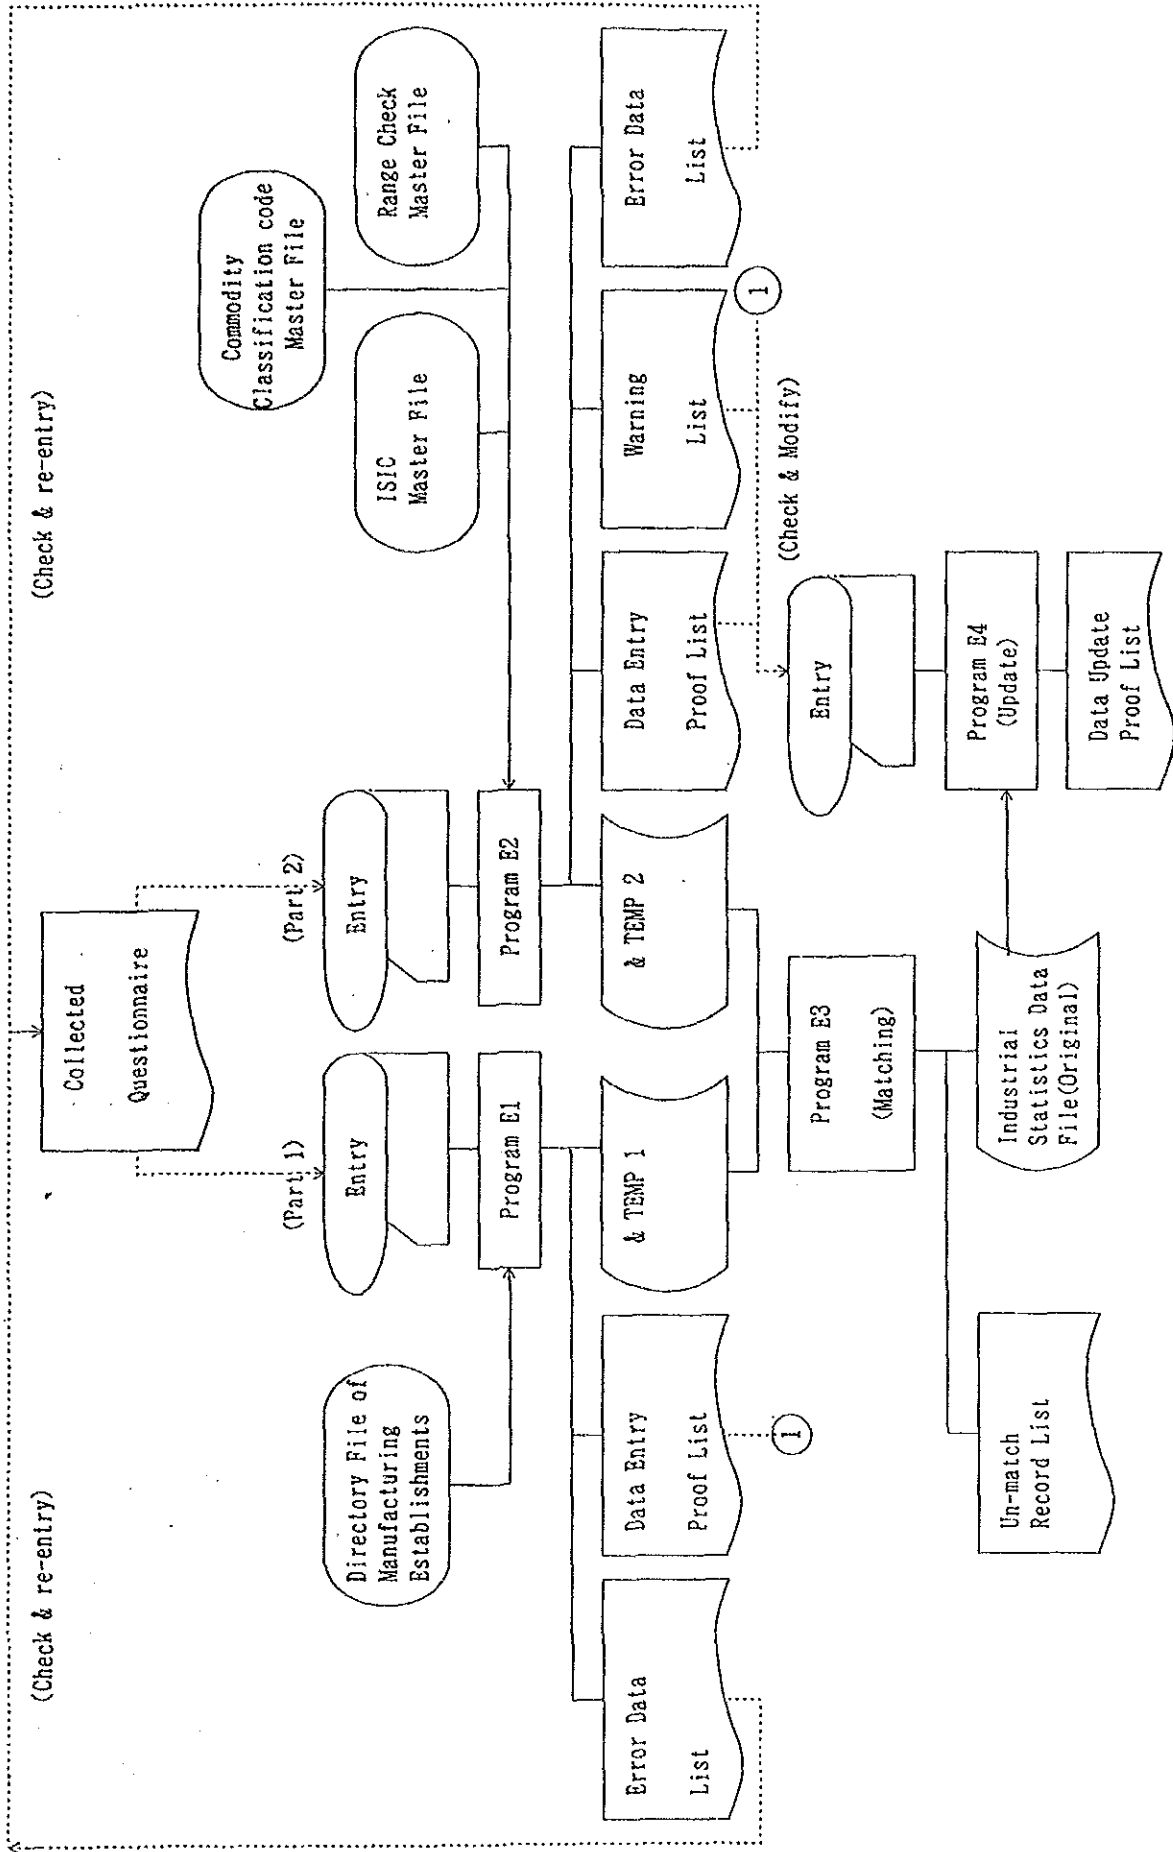 (Check & re-entry)
(Check & re-entry)
Collected
Questionnaire
(Part 1)
(Part 2)
Commodity
Classification code
Master File
Directory File of
Manufacturing
Establishments
Entry
Entry
ISIC
Master File
Range Check
Master File
Program E1
Program E2
Error Data
List
Data Entry
Proof List
& TEMP 1
& TEMP 2
Data Entry
Proof List
Warning
List
Error Data
List
1
1
(Check & Modify)
Program E3
(Matching)
Entry
Un-match
Record List
Industrial
Statistics Data
File(Original)
Program E4
(Update)
Data Update
Proof List